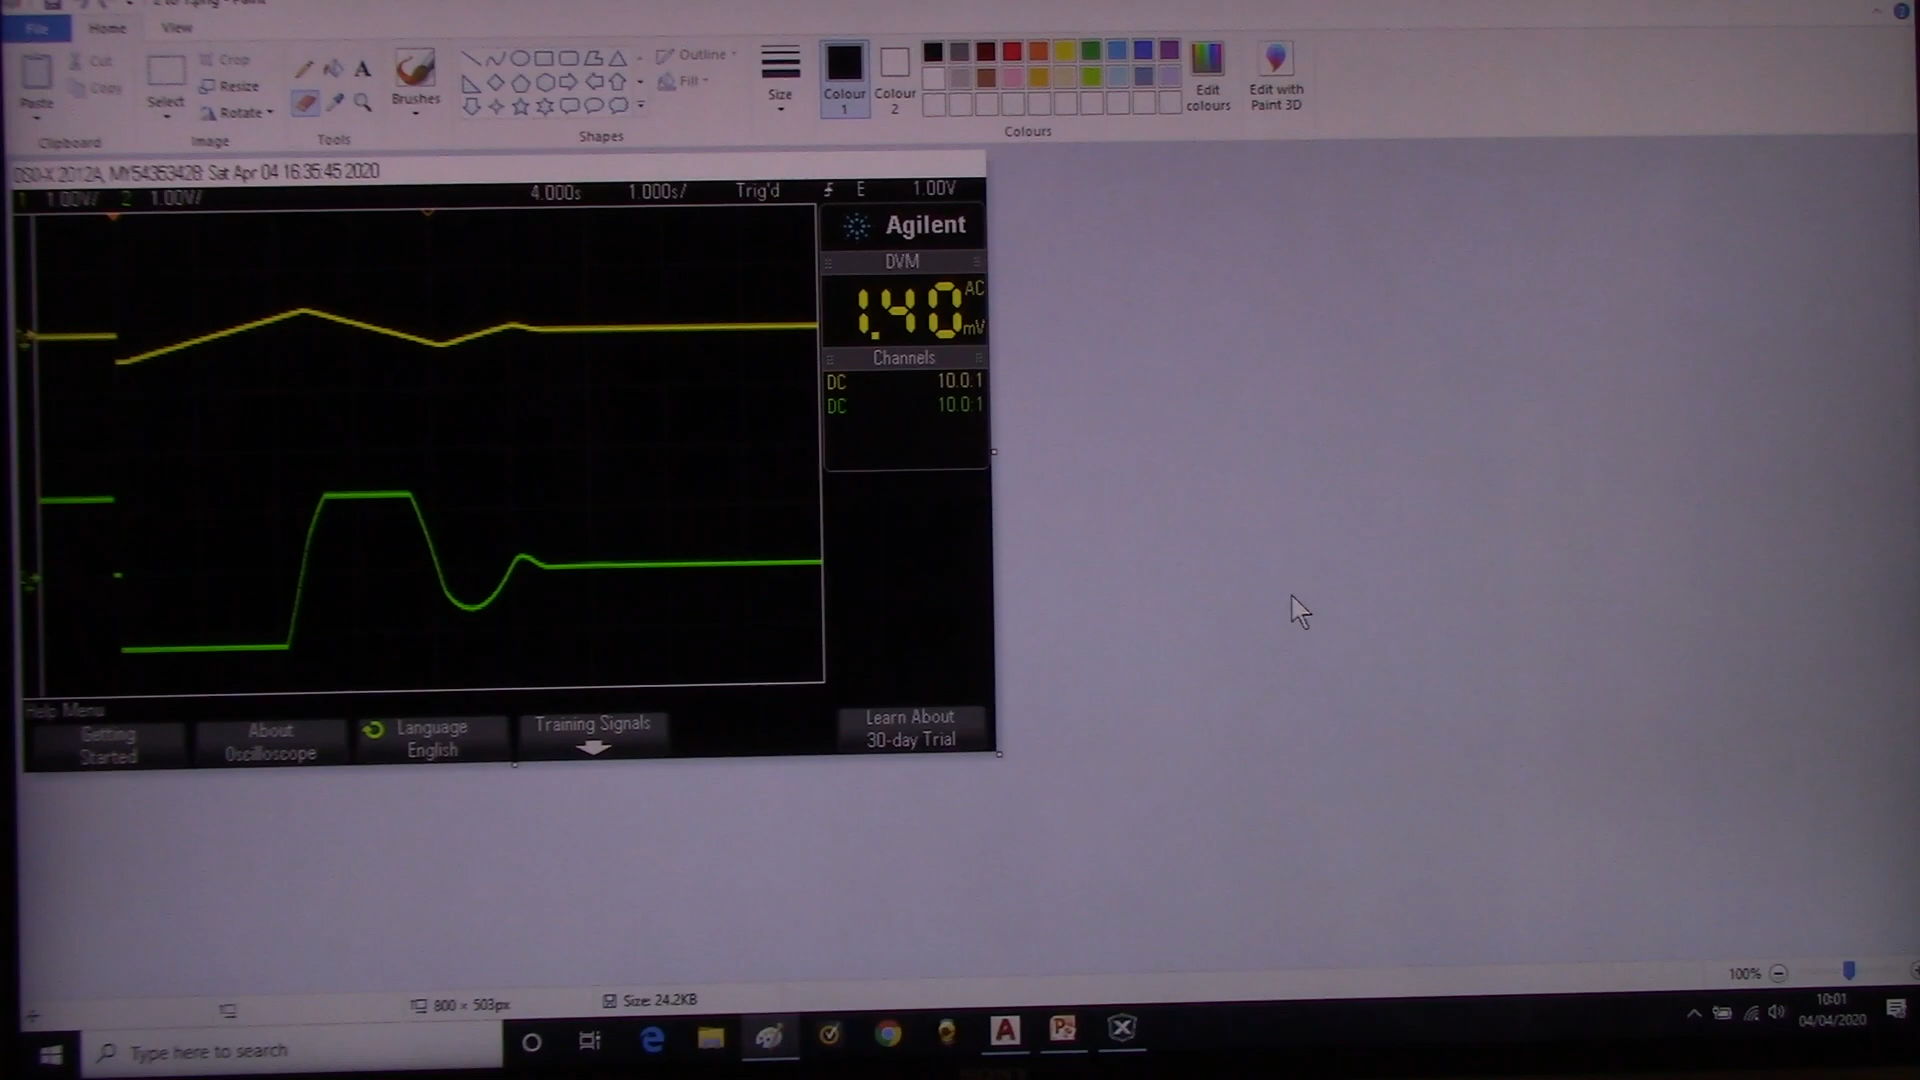 File Home View
Paste
Cut
Copy
Clipboard
Select
Crop
Resize
Rotate
Image
Tools
Brushes
Outline
Fill
Shapes
Size
Colour 1
Colour 2
Colours
Edit colours
Edit with Paint 3D
DSO-X 2012A, MY54353428: Sat Apr 04 16:35:45 2020
1 1.00V/ 2 1.00V/ 4.000s 1.000s/ Trig'd E 1.00V
Agilent
DVM
1.40 AC mV
Channels
DC 10.0:1
DC 10.0:1
Help Menu
Getting Started
About Oscilloscope
Language English
Training Signals
Learn About 30-day Trial
800 × 503px
Size: 24.2KB
100%
Type here to search
10:01
04/04/2020